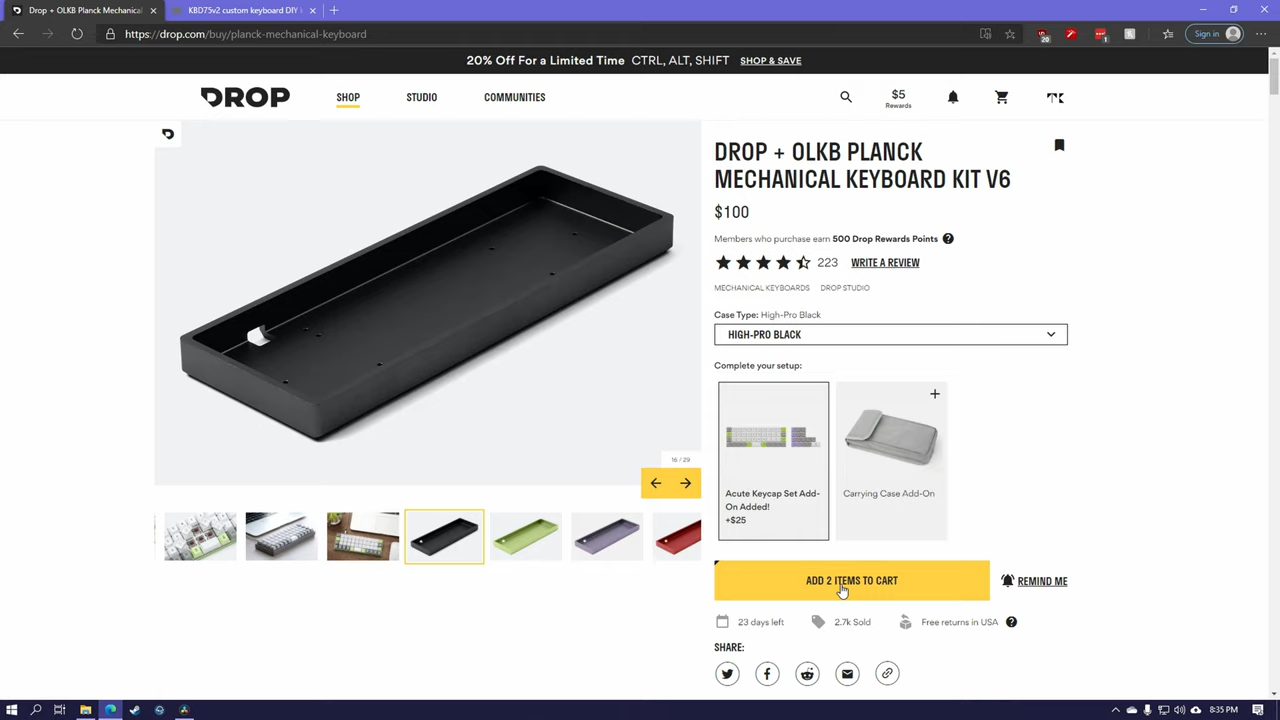 Drop + OLKB Planck Mechanical
KBD75v2 custom keyboard DIY
https://drop.com/buy/planck-mechanical-keyboard
Sign in
20% Off For a Limited Time CTRL, ALT, SHIFT SHOP & SAVE
DROP
SHOP
STUDIO
COMMUNITIES
$5
Rewards
DROP + OLKB PLANCK
MECHANICAL KEYBOARD KIT V6
$100
Members who purchase earn 500 Drop Rewards Points
223 WRITE A REVIEW
MECHANICAL KEYBOARDS DROP STUDIO
Case Type: High-Pro Black
HIGH-PRO BLACK
Complete your setup:
Acute Keycap Set Add-
On Added!
+$25
Carrying Case Add-On
16 / 29
ADD 2 ITEMS TO CART
REMIND ME
23 days left
2.7k Sold
Free returns in USA
SHARE:
8:35 PM